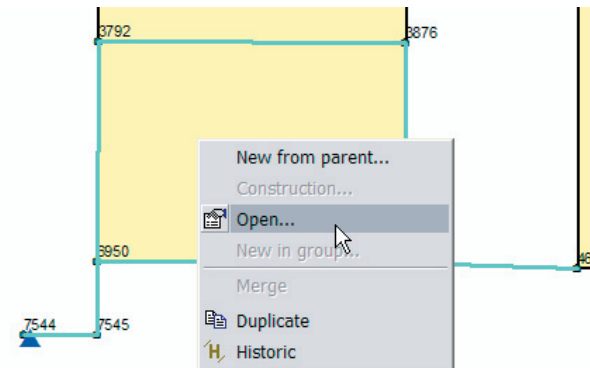 3792
3876
New from parent...
Construction...
Open...
New in group...
3950
Merge
7544
7545
Duplicate
H, Historic